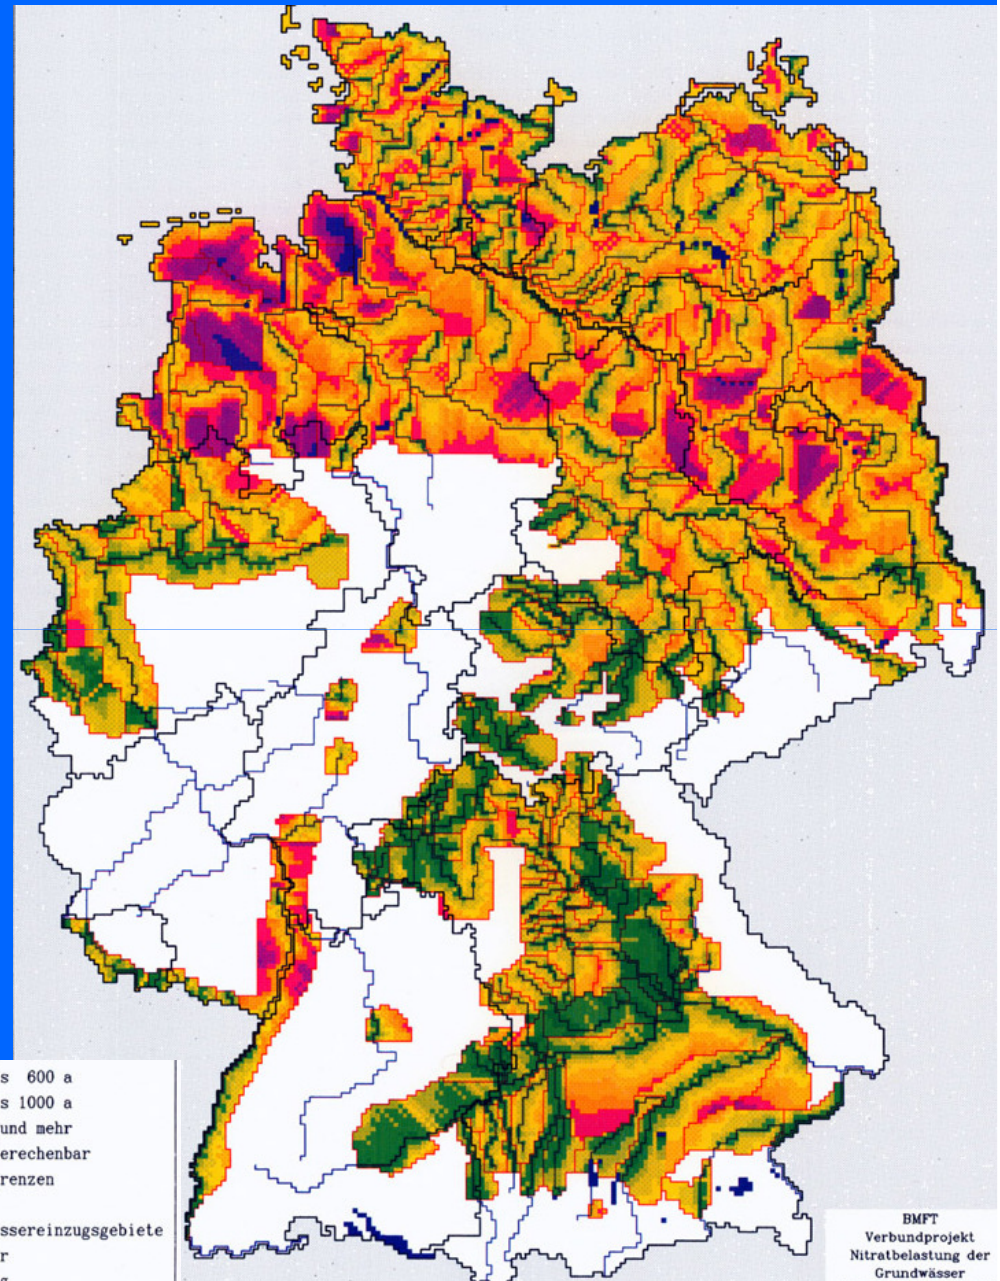 s 600 a
s 1000 a
und mehr
erechenbar
renzen
ssereinzugsgebiete
r
g
BMFT
Verbundprojekt
Nitratbelastung der
Grundwässer